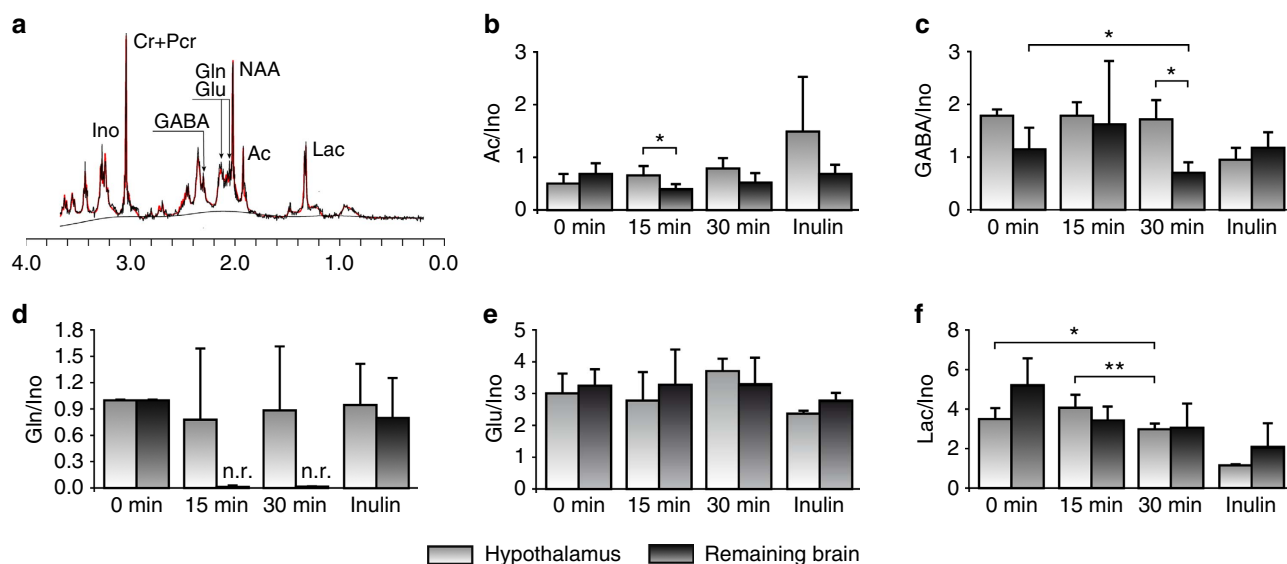 a
Cr+Pcr
Gln
Glu
NAA
GABA
Ino
Ac
Lac
4.0 3.0 2.0 1.0 0.0
b
Ac/Ino
3
2
1
0
*
0 min 15 min 30 min Inulin
c
GABA/Ino
3
2
1
0
*
*
0 min 15 min 30 min Inulin
d
Gln/Ino
1.8
1.5
1.2
0.9
0.6
0.3
0.0
n.r. n.r.
0 min 15 min 30 min Inulin
e
Glu/Ino
5
4
3
2
1
0
0 min 15 min 30 min Inulin
f
Lac/Ino
8
6
4
2
0
*
**
0 min 15 min 30 min Inulin
Hypothalamus Remaining brain